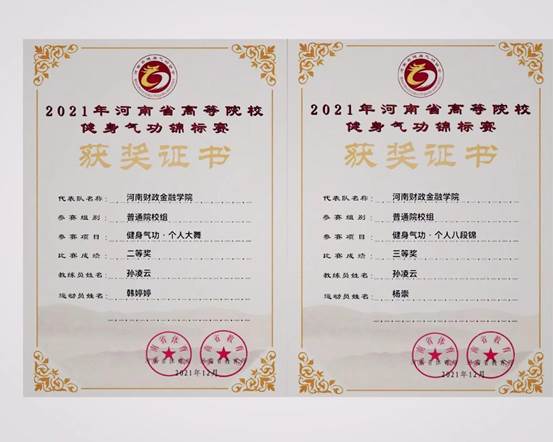 2021年河南省高等院校
健身气功锦标赛
获奖证书
代表队名称: 河南财政金融学院
参赛组别: 普通院校组
参赛项目: 健身气功·个人大舞
比赛成绩: 二等奖
教练员姓名: 孙凌云
运动员姓名: 韩婷婷
2021年12月
2021年河南省高等院校
健身气功锦标赛
获奖证书
代表队名称: 河南财政金融学院
参赛组别: 普通院校组
参赛项目: 健身气功·个人八段锦
比赛成绩: 三等奖
教练员姓名: 孙凌云
运动员姓名: 杨崇
2021年12月